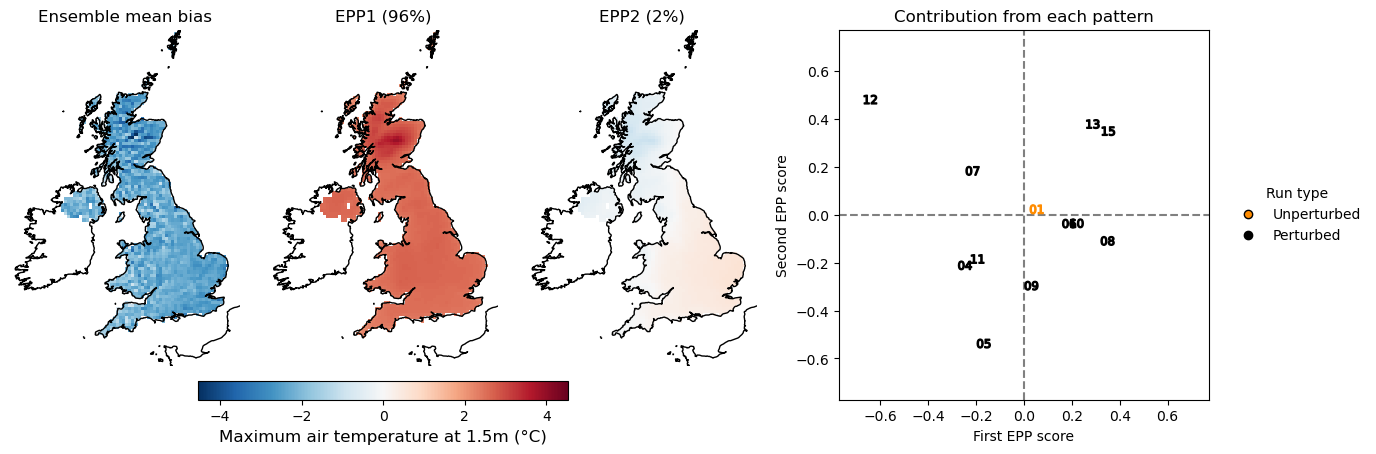 Ensemble mean bias
EPP1 (96%)
EPP2 (2%)
Contribution from each pattern
−4 −2 0 2 4
Maximum air temperature at 1.5m (°C)
Second EPP score
0.6
0.4
0.2
0.0
−0.2
−0.4
−0.6
12
13
15
07
01
08
11
04
09
05
−0.6 −0.4 −0.2 0.0 0.2 0.4 0.6
First EPP score
Run type
Unperturbed
Perturbed